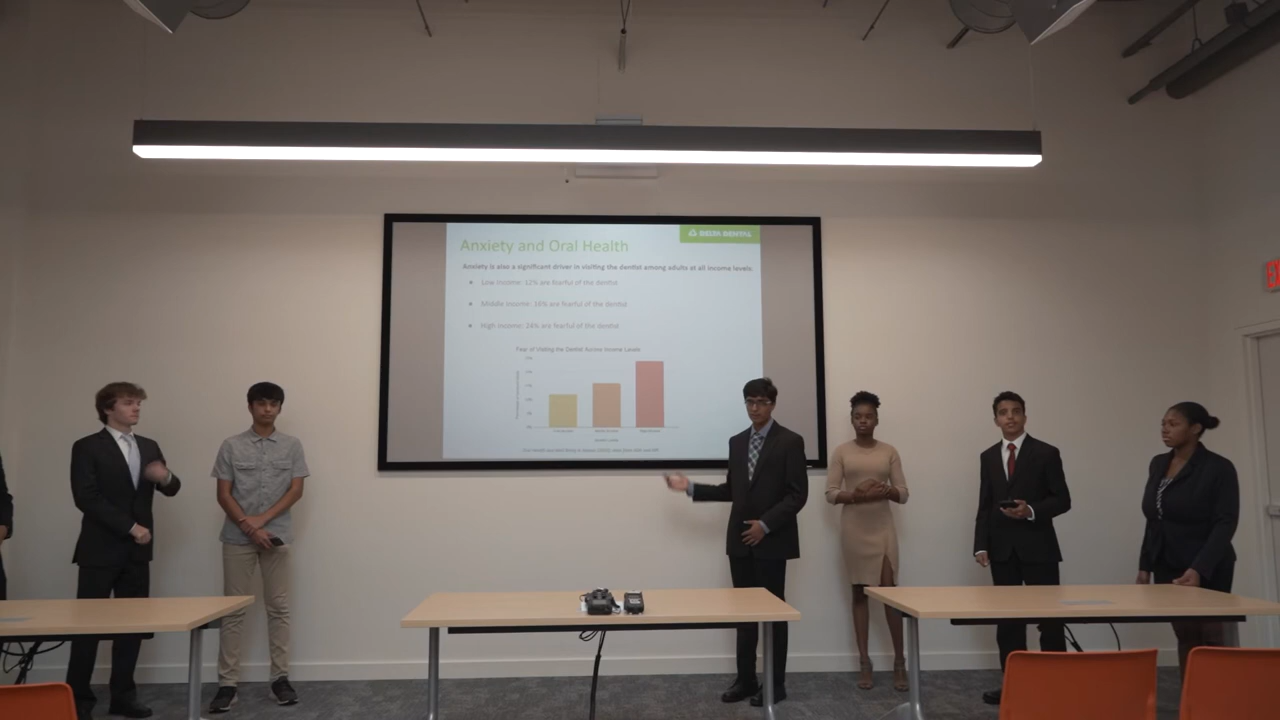 Anxiety and Oral Health
DELTA DENTAL
Anxiety is also a significant driver in visiting the dentist among adults at all income levels:
Low income: 12% are fearful of the dentist
Middle income: 16% are fearful of the dentist
High income: 24% are fearful of the dentist
Fear of Visiting the Dentist Across Income Levels